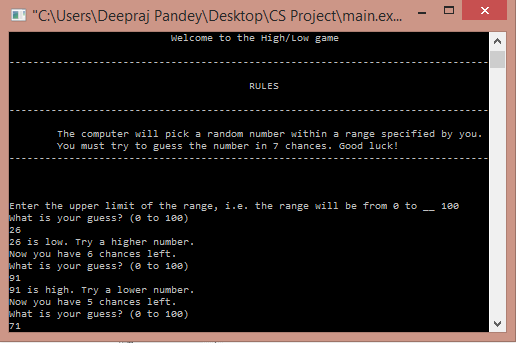 "C:\Users\Deepraj Pandey\Desktop\CS Project\main.ex...
Welcome to the High/Low game
RULES
The computer will pick a random number within a range specified by you.
You must try to guess the number in 7 chances. Good luck!
Enter the upper limit of the range, i.e. the range will be from 0 to __ 100
What is your guess? (0 to 100)
26
26 is low. Try a higher number.
Now you have 6 chances left.
What is your guess? (0 to 100)
91
91 is high. Try a lower number.
Now you have 5 chances left.
What is your guess? (0 to 100)
71